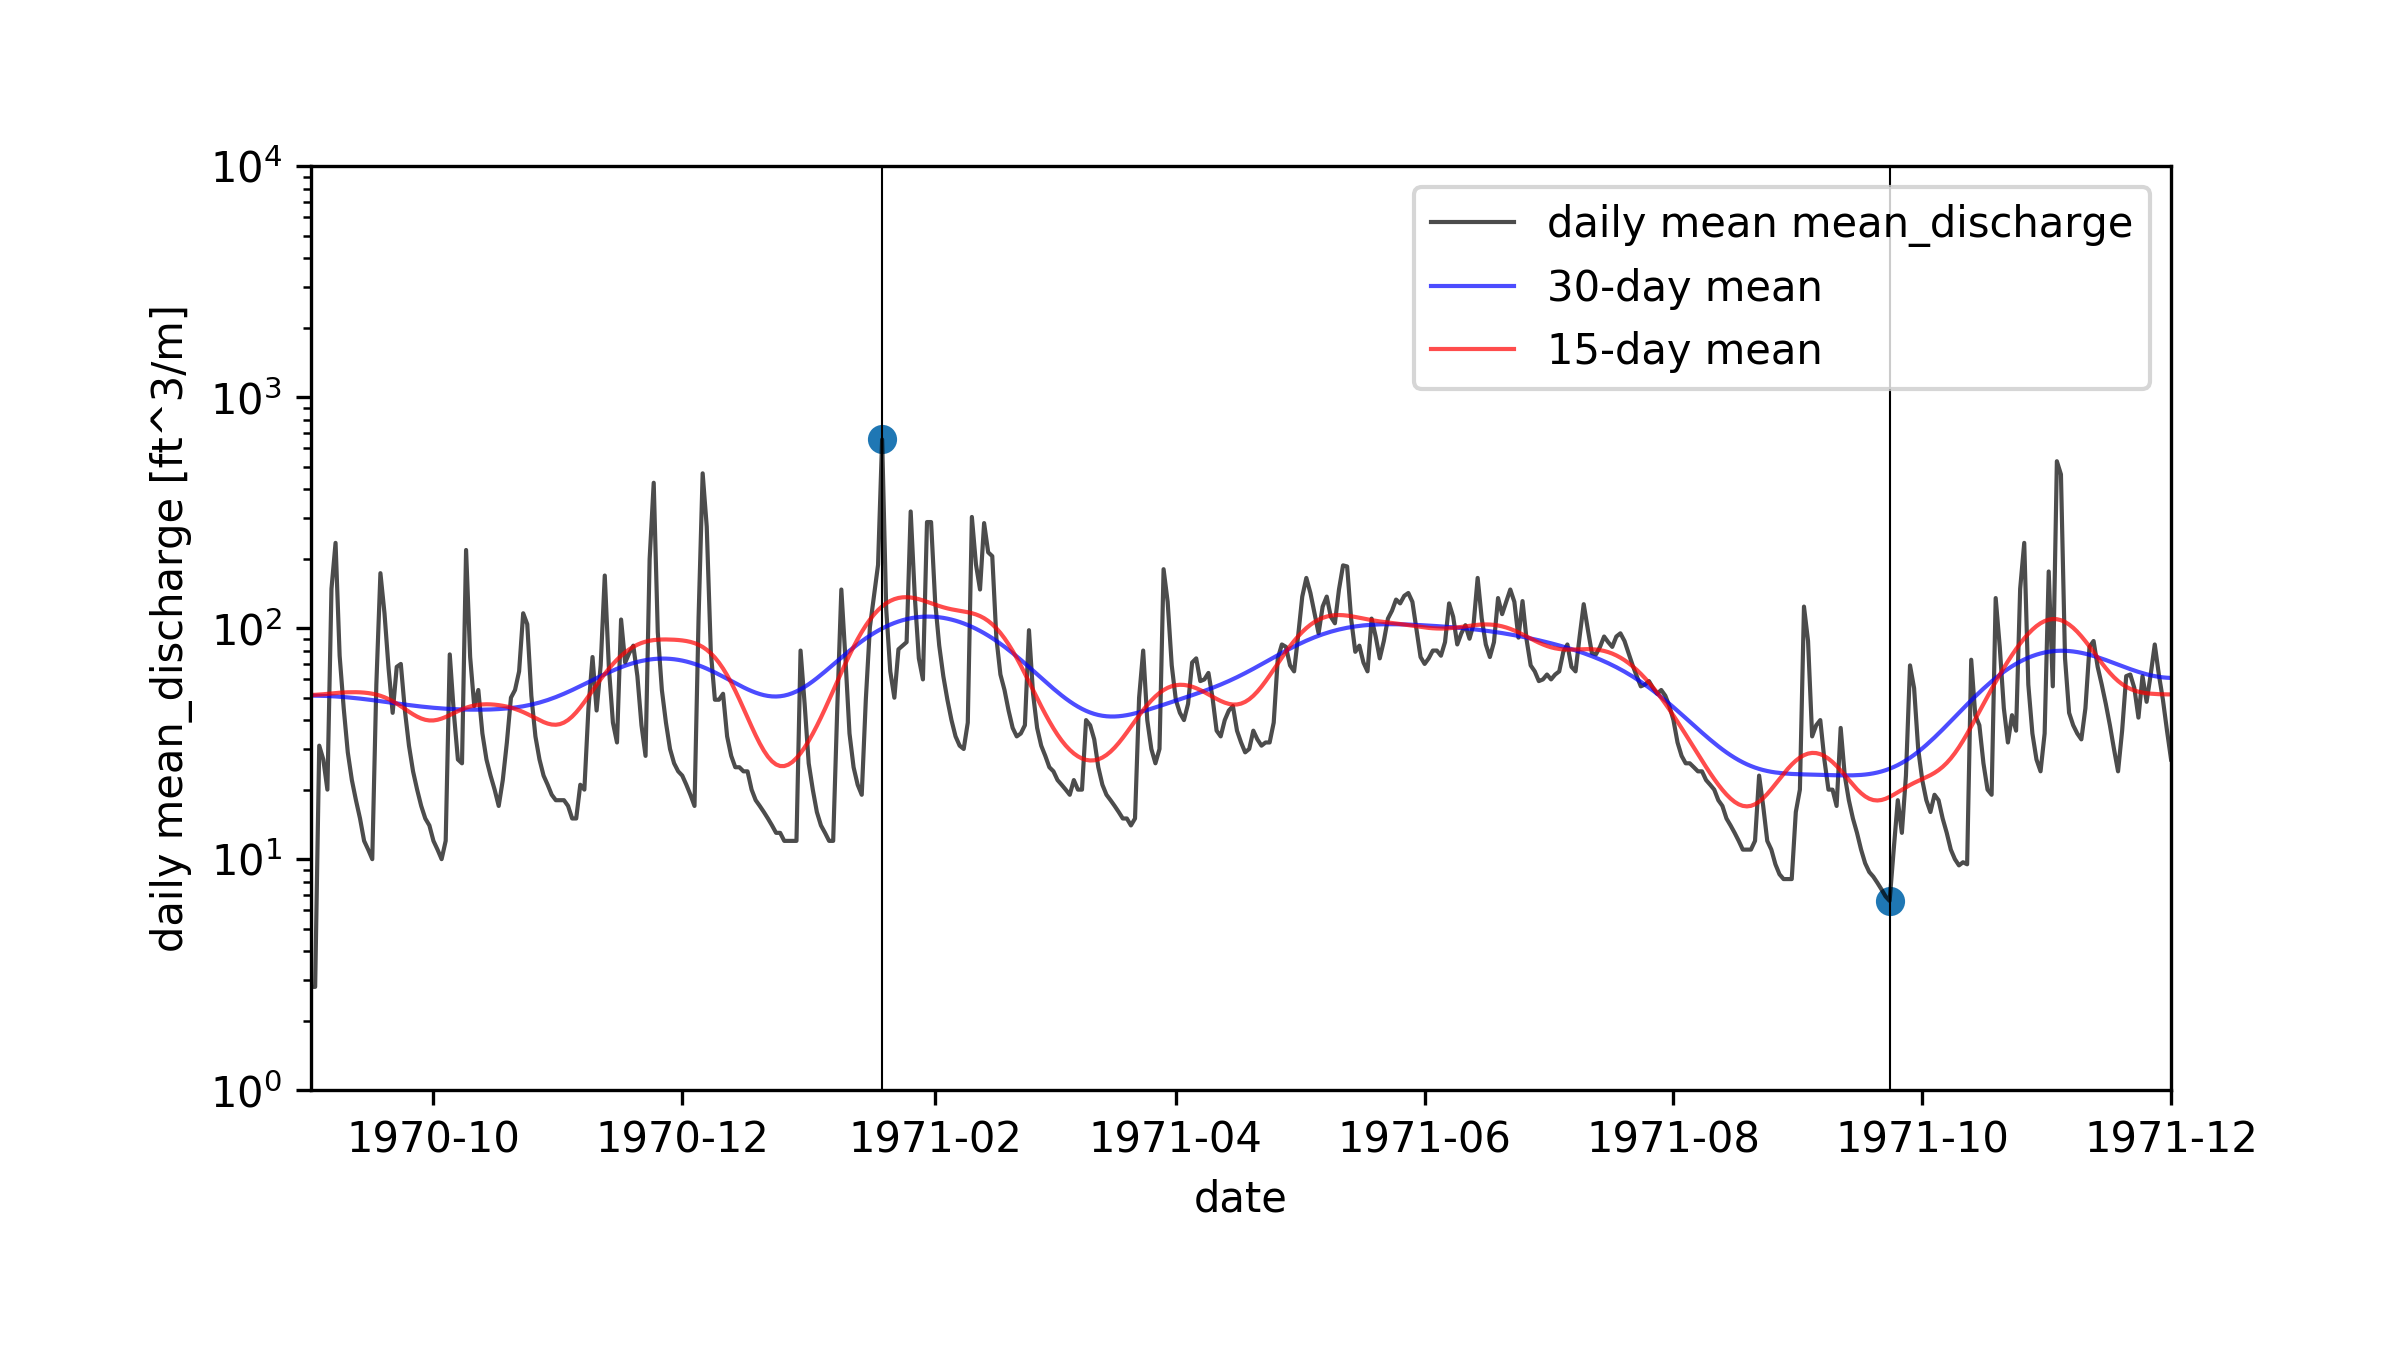 10^4
10^3
10^2
10^1
10^0
daily mean_discharge [ft^3/m]
daily mean mean_discharge
30-day mean
15-day mean
1970-10 1970-12 1971-02 1971-04 1971-06 1971-08 1971-10 1971-12
date